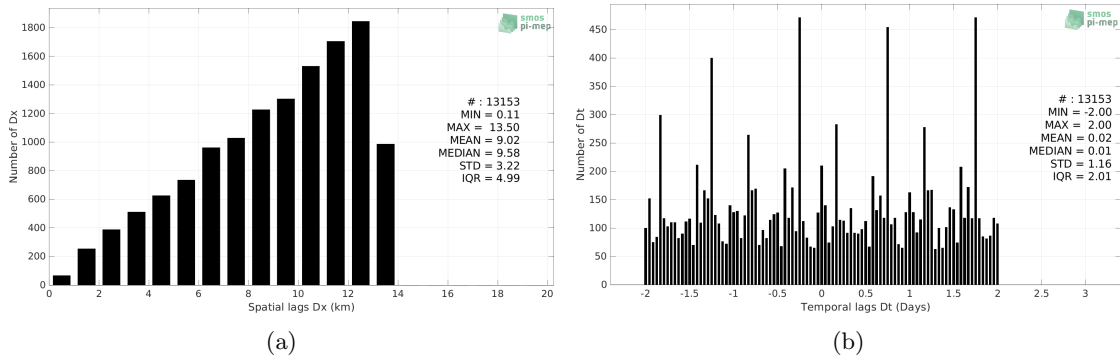 1800
1600
1400
1200
1000
800
600
400
200
0
Number of Dx
smos
pi-mep
# : 13153
MIN = 0.11
MAX = 13.50
MEAN = 9.02
MEDIAN = 9.58
STD = 3.22
IQR = 4.99
0 2 4 6 8 10 12 14 16 18 20
Spatial lags Dx (km)
(a)
450
400
350
300
250
200
150
100
50
0
Number of Dt
smos
pi-mep
# : 13153
MIN = -2.00
MAX = 2.00
MEAN = 0.02
MEDIAN = 0.01
STD = 1.16
IQR = 2.01
-2 -1.5 -1 -0.5 0 0.5 1 1.5 2 2.5 3
Temporal lags Dt (Days)
(b)